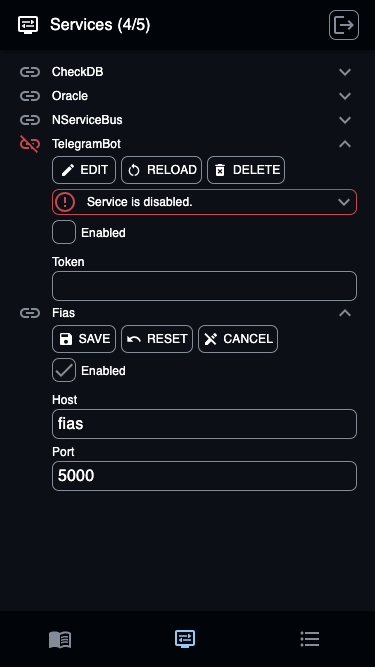 Services (4/5)
CheckDB
Oracle
NServiceBus
TelegramBot
EDIT RELOAD DELETE
Service is disabled.
Enabled
Token
Fias
SAVE RESET CANCEL
Enabled
Host
fias
Port
5000